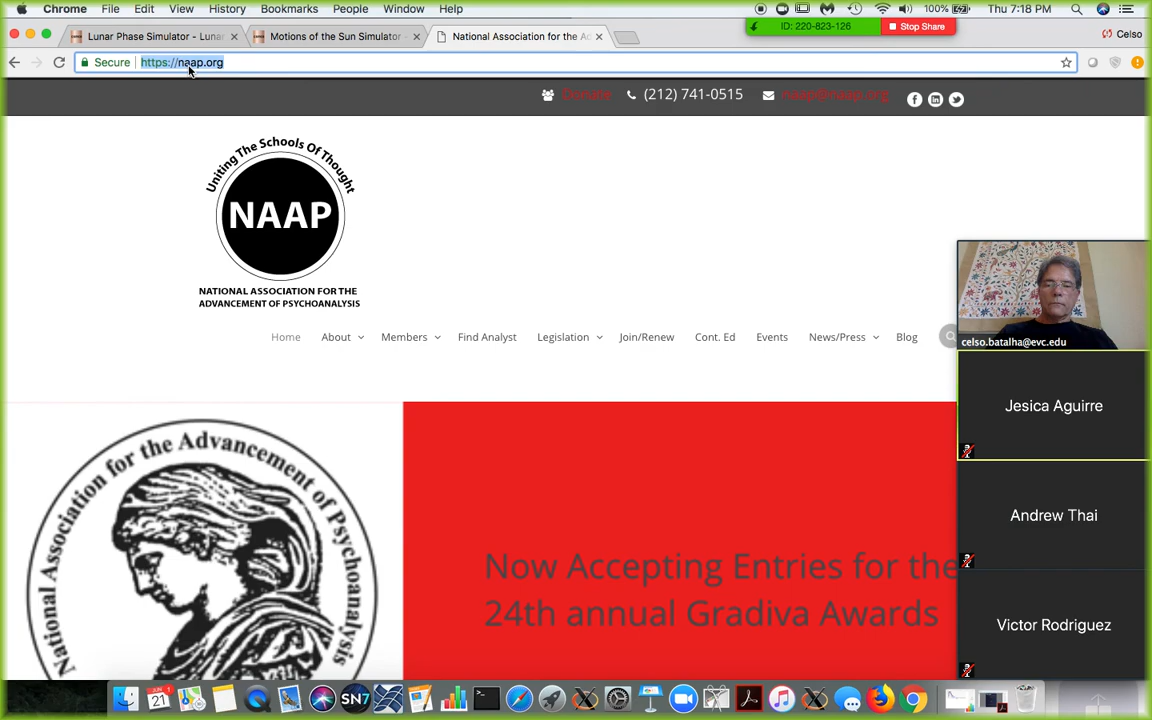 Chrome File Edit View History Bookmarks People Window Help 100% Thu 7:18 PM
ID: 220-823-126 Stop Share
Lunar Phase Simulator - Luna
Motions of the Sun Simulator -
National Association for the Ad
Celso
Secure https://naap.org
Donate (212) 741-0515 naap@naap.org
Uniting The Schools Of Thought
NAAP
NATIONAL ASSOCIATION FOR THE
ADVANCEMENT OF PSYCHOANALYSIS
Home About Members Find Analyst Legislation Join/Renew Cont. Ed Events News/Press Blog
celso.batalha@evc.edu
Jesica Aguirre
Andrew Thai
Victor Rodriguez
National Association for the Advancement of Psychoanalysis
Now Accepting Entries for the
24th annual Gradiva Awards
21
SN7